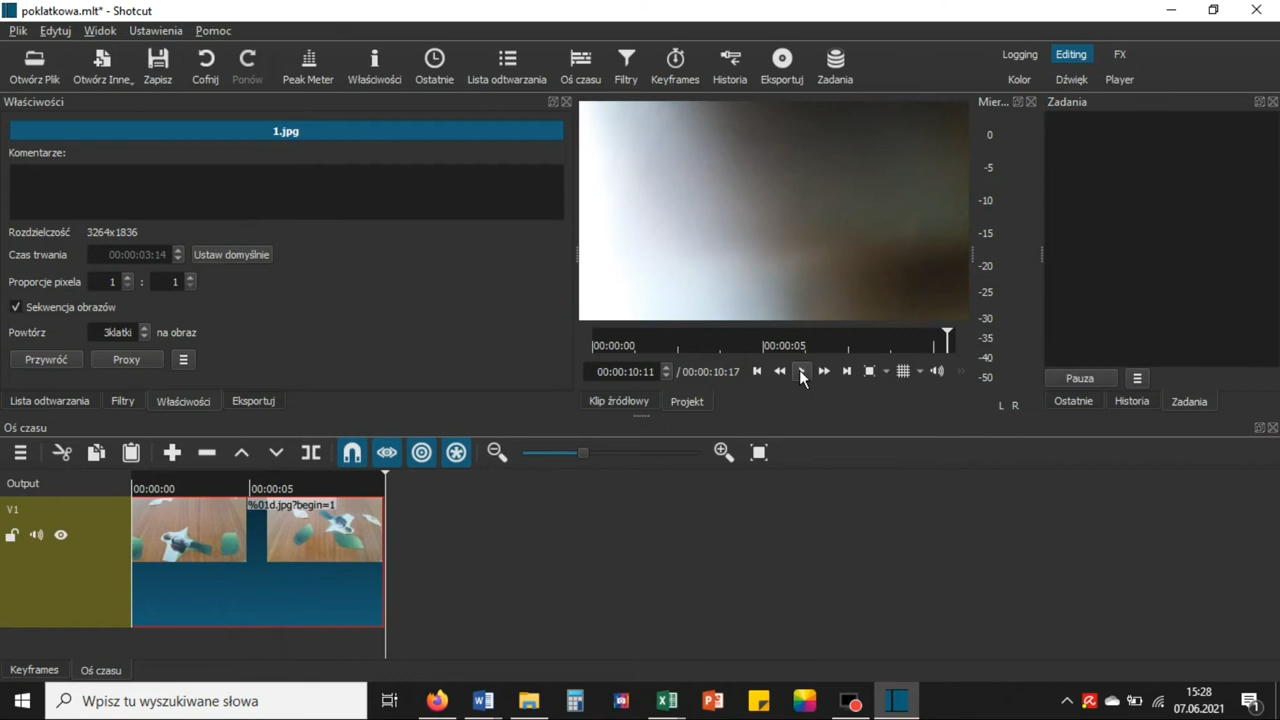 poklatkowa.mlt* - Shotcut
Plik Edytuj Widok Ustawienia Pomoc
Otwórz Plik Otwórz Inne.. Zapisz Cofnij Ponów Peak Meter Właściwości Ostatnie Lista odtwarzania Oś czasu Filtry Keyframes Historia Eksportuj Zadania
Logging Editing FX
Kolor Dźwięk Player
Właściwości
Mier...
Zadania
1.jpg
Komentarze:
Rozdzielczość 3264x1836
Czas trwania 00:00:03:14 Ustaw domyślnie
Proporcje pixela 1 : 1
Sekwencja obrazów
Powtórz 3klatki na obraz
Przywróć Proxy
0
-5
-10
-15
-20
-25
-30
-35
-40
-50
L R
00:00:00 00:00:05
00:00:10:11 / 00:00:10:17
Pauza
Lista odtwarzania Filtry Właściwości Eksportuj
Klip źródłowy Projekt
Ostatnie Historia Zadania
Oś czasu
Output
00:00:00 00:00:05
V1
%01d.jpg?begin=1
Keyframes Oś czasu
Wpisz tu wyszukiwane słowa
15:28
07.06.2021
1